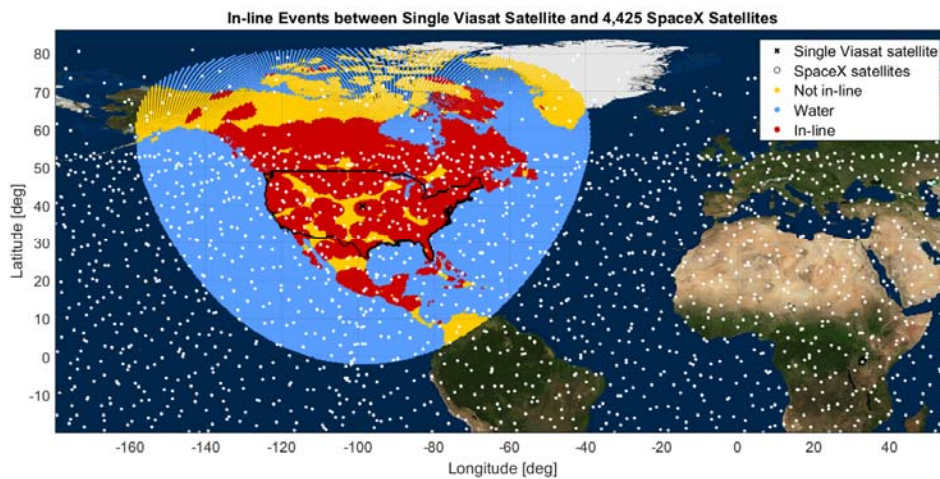 In-line Events between Single Viasat Satellite and 4,425 SpaceX Satellites
Single Viasat satellite
SpaceX satellites
Not in-line
Water
In-line
Latitude [deg]
80
70
60
50
40
30
20
10
0
-10
-160 -140 -120 -100 -80 -60 -40 -20 0 20 40
Longitude [deg]